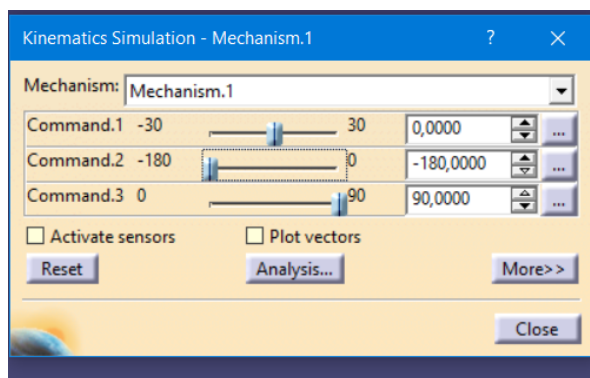 Kinematics Simulation - Mechanism.1 ?
Mechanism: Mechanism.1
Command.1 -30 30 0,0000 ...
Command.2 -180 0 -180,0000 ...
Command.3 0 90 90,0000 ...
Activate sensors Plot vectors
Reset Analysis... More>>
Close